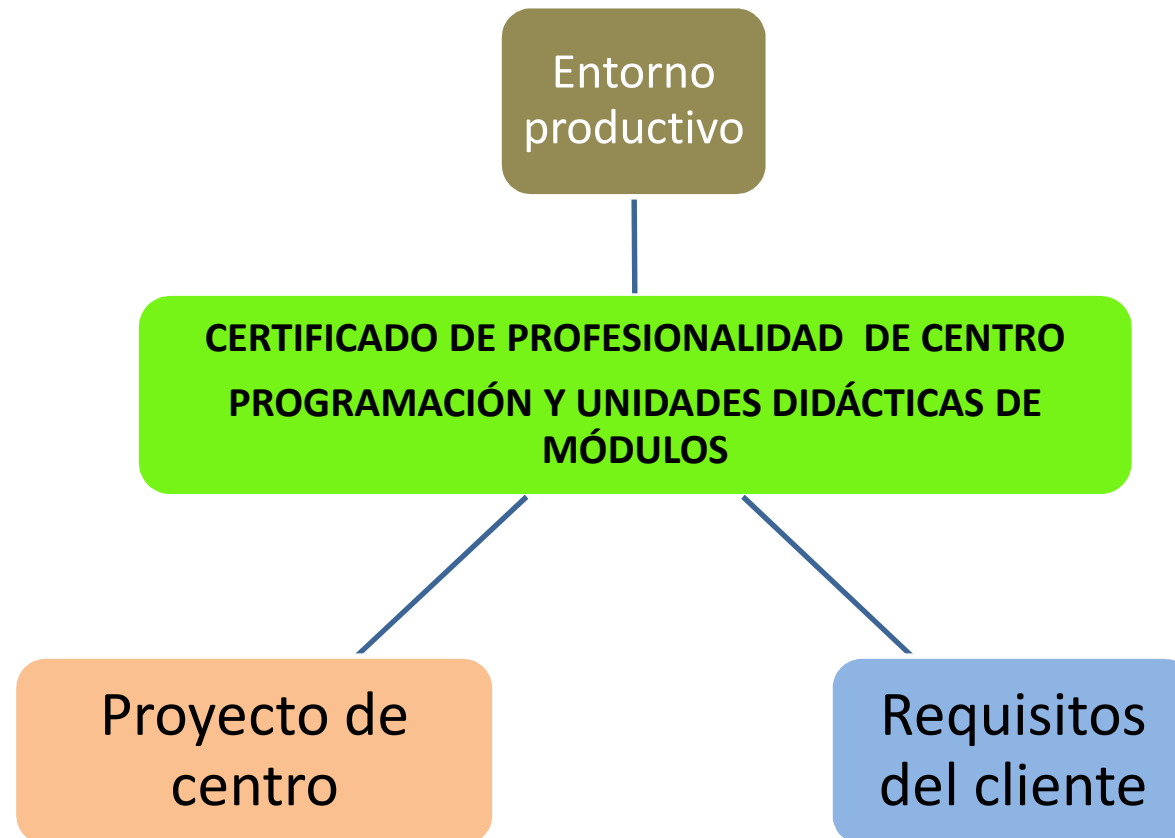 Entorno
productivo
CERTIFICADO DE PROFESIONALIDAD DE CENTRO
PROGRAMACIÓN Y UNIDADES DIDÁCTICAS DE
MÓDULOS
Proyecto de
centro
Requisitos
del cliente